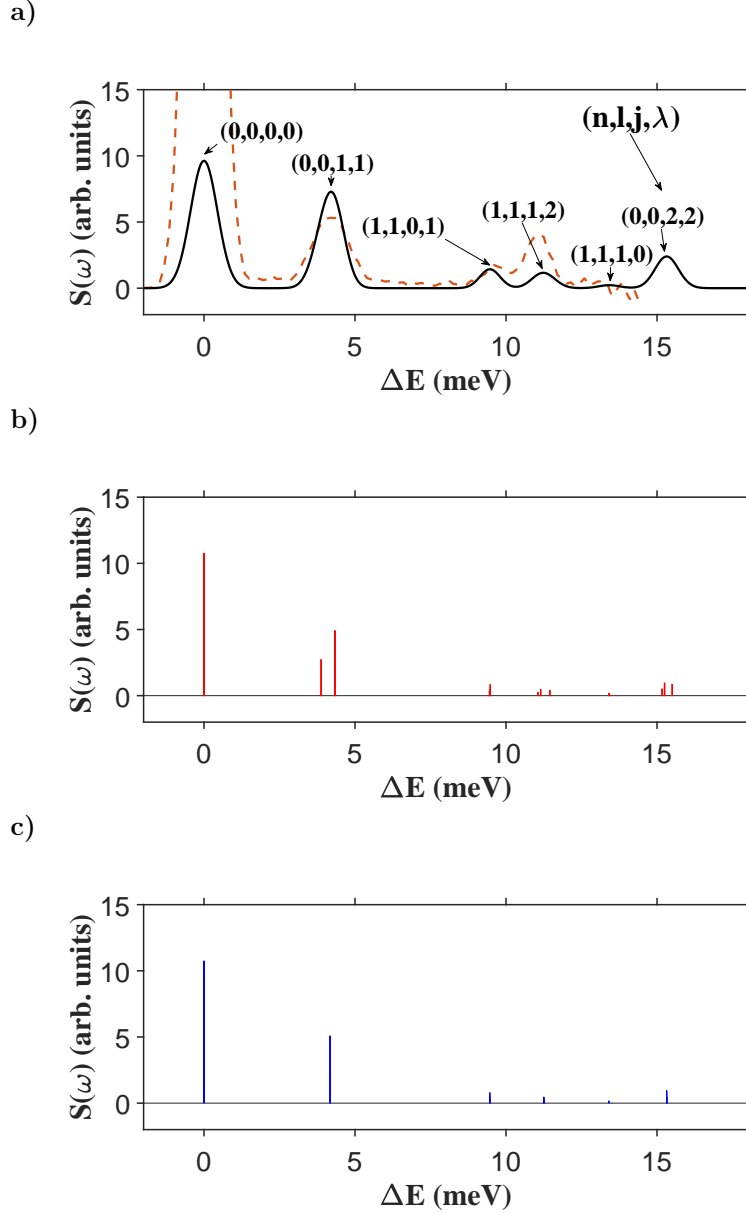 a)
15
10
5
0
S(ω) (arb. units)
(0,0,0,0)
(0,0,1,1)
(1,1,0,1)
(1,1,1,2)
(1,1,1,0)
(n,l,j,λ)
(0,0,2,2)
0 5 10 15
ΔE (meV)
b)
15
10
5
0
S(ω) (arb. units)
0 5 10 15
ΔE (meV)
c)
15
10
5
0
S(ω) (arb. units)
0 5 10 15
ΔE (meV)